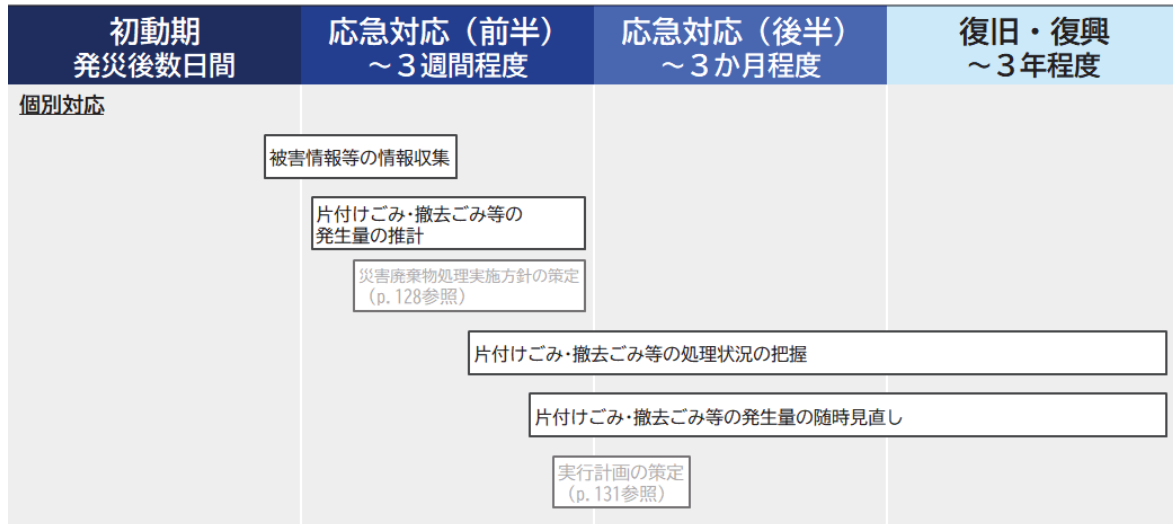 初動期
発災後数日間
応急対応（前半）
～３週間程度
応急対応（後半）
～３か月程度
復旧・復興
～３年程度
個別対応
被害情報等の情報収集
片付けごみ・撤去ごみ等の
発生量の推計
災害廃棄物処理実施方針の策定
（p.128参照）
片付けごみ・撤去ごみ等の処理状況の把握
片付けごみ・撤去ごみ等の発生量の随時見直し
実行計画の策定
（p.131参照）